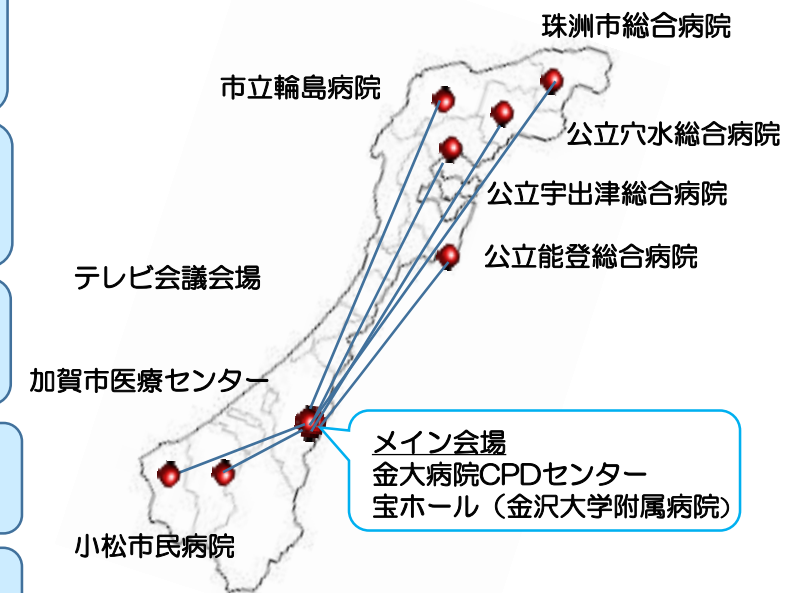 珠洲市総合病院
市立輪島病院
公立穴水総合病院
公立宇出津総合病院
公立能登総合病院
テレビ会議会場
加賀市医療センター
メイン会場
金大病院CPDセンター
宝ホール（金沢大学附属病院）
小松市民病院